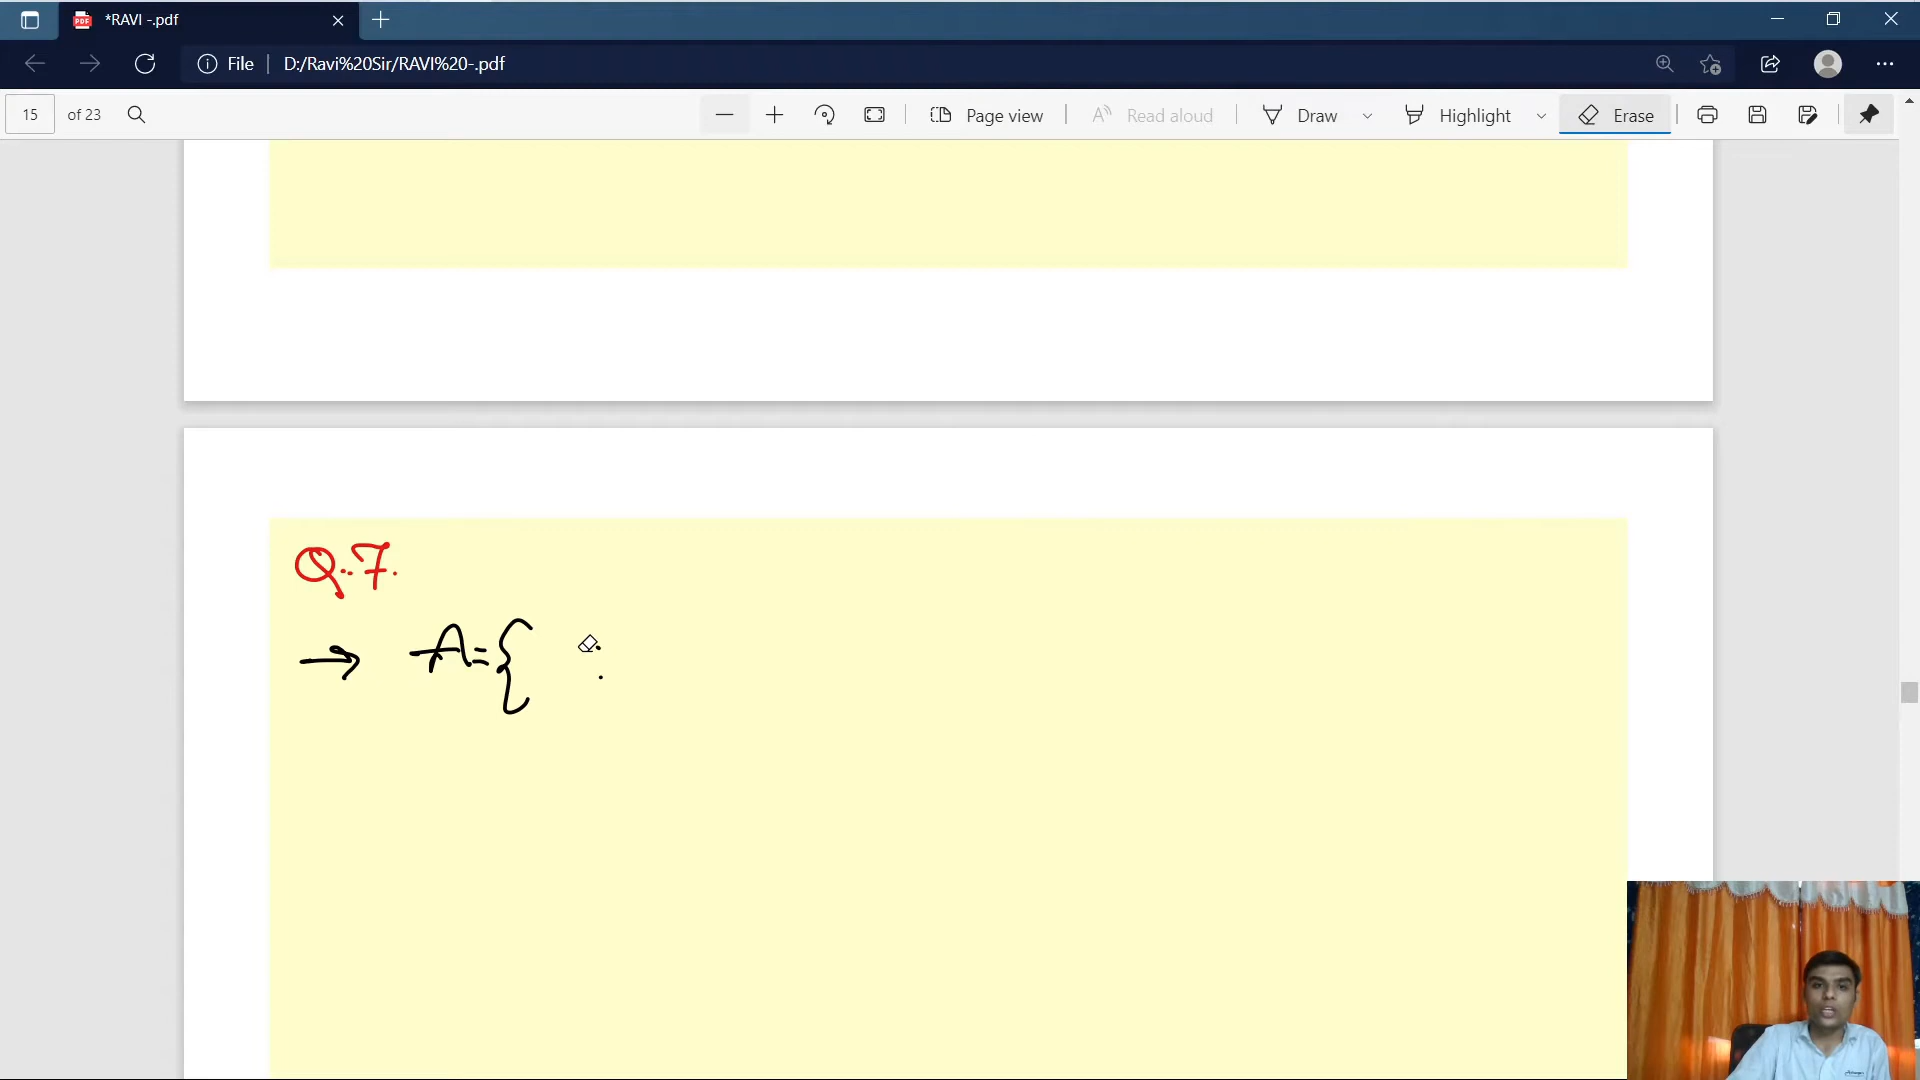 *RAVI -.pdf
File D:/Ravi%20Sir/RAVI%20-.pdf
15 of 23 Page view Read aloud Draw Highlight Erase
Q.7.
→ A={